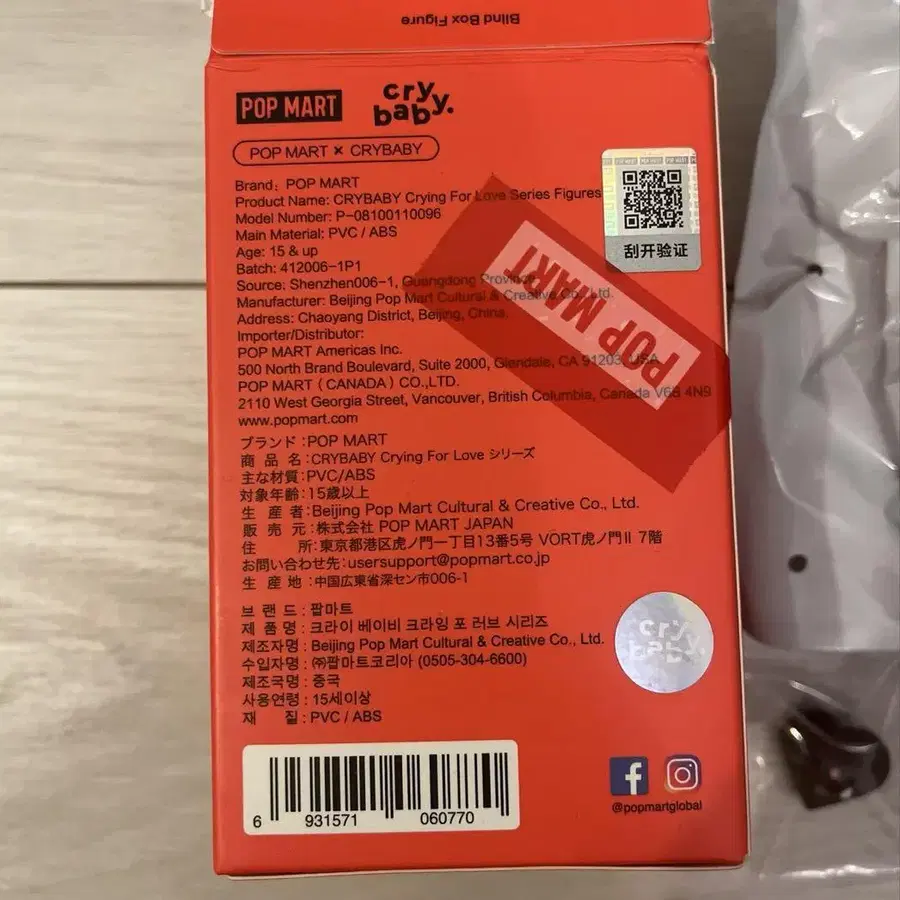 Blind Box Figure
POP MART
cry baby.
POP MART × CRYBABY
Brand: POP MART
Product Name: CRYBABY Crying For Love Series Figures
Model Number: P-08100110096
Main Material: PVC / ABS
Age: 15 & up
Batch: 412006-1P1
Source: Shenzhen006-1, Guangdong Province
Manufacturer: Beijing Pop Mart Cultural & Creative Co., Ltd.
Address: Chaoyang District, Beijing, China.
Importer/Distributor:
POP MART Americas Inc.
500 North Brand Boulevard, Suite 2000, Glendale, CA 91203, USA
POP MART (CANADA) CO.,LTD.
2110 West Georgia Street, Vancouver, British Columbia, Canada V6B 4N9
www.popmart.com
刮开验证
POP MART
ブランド:POP MART
商品名:CRYBABY Crying For Love シリーズ
主な材質:PVC/ABS
対象年齢:15歳以上
生産者:Beijing Pop Mart Cultural & Creative Co., Ltd.
販売元:株式会社 POP MART JAPAN
住所:東京都港区虎ノ門一丁目13番5号 VORT虎ノ門II 7階
お問い合わせ先:usersupport@popmart.co.jp
生産地:中国広東省深セン市006-1
브랜드: 팝마트
제품명: 크라이 베이비 크라잉 포 러브 시리즈
제조자명: Beijing Pop Mart Cultural & Creative Co., Ltd.
수입자명: ㈜팝마트코리아 (0505-304-6600)
제조국명: 중국
사용연령: 15세이상
재질: PVC / ABS
cry baby.
6 931571 060770
@popmartglobal